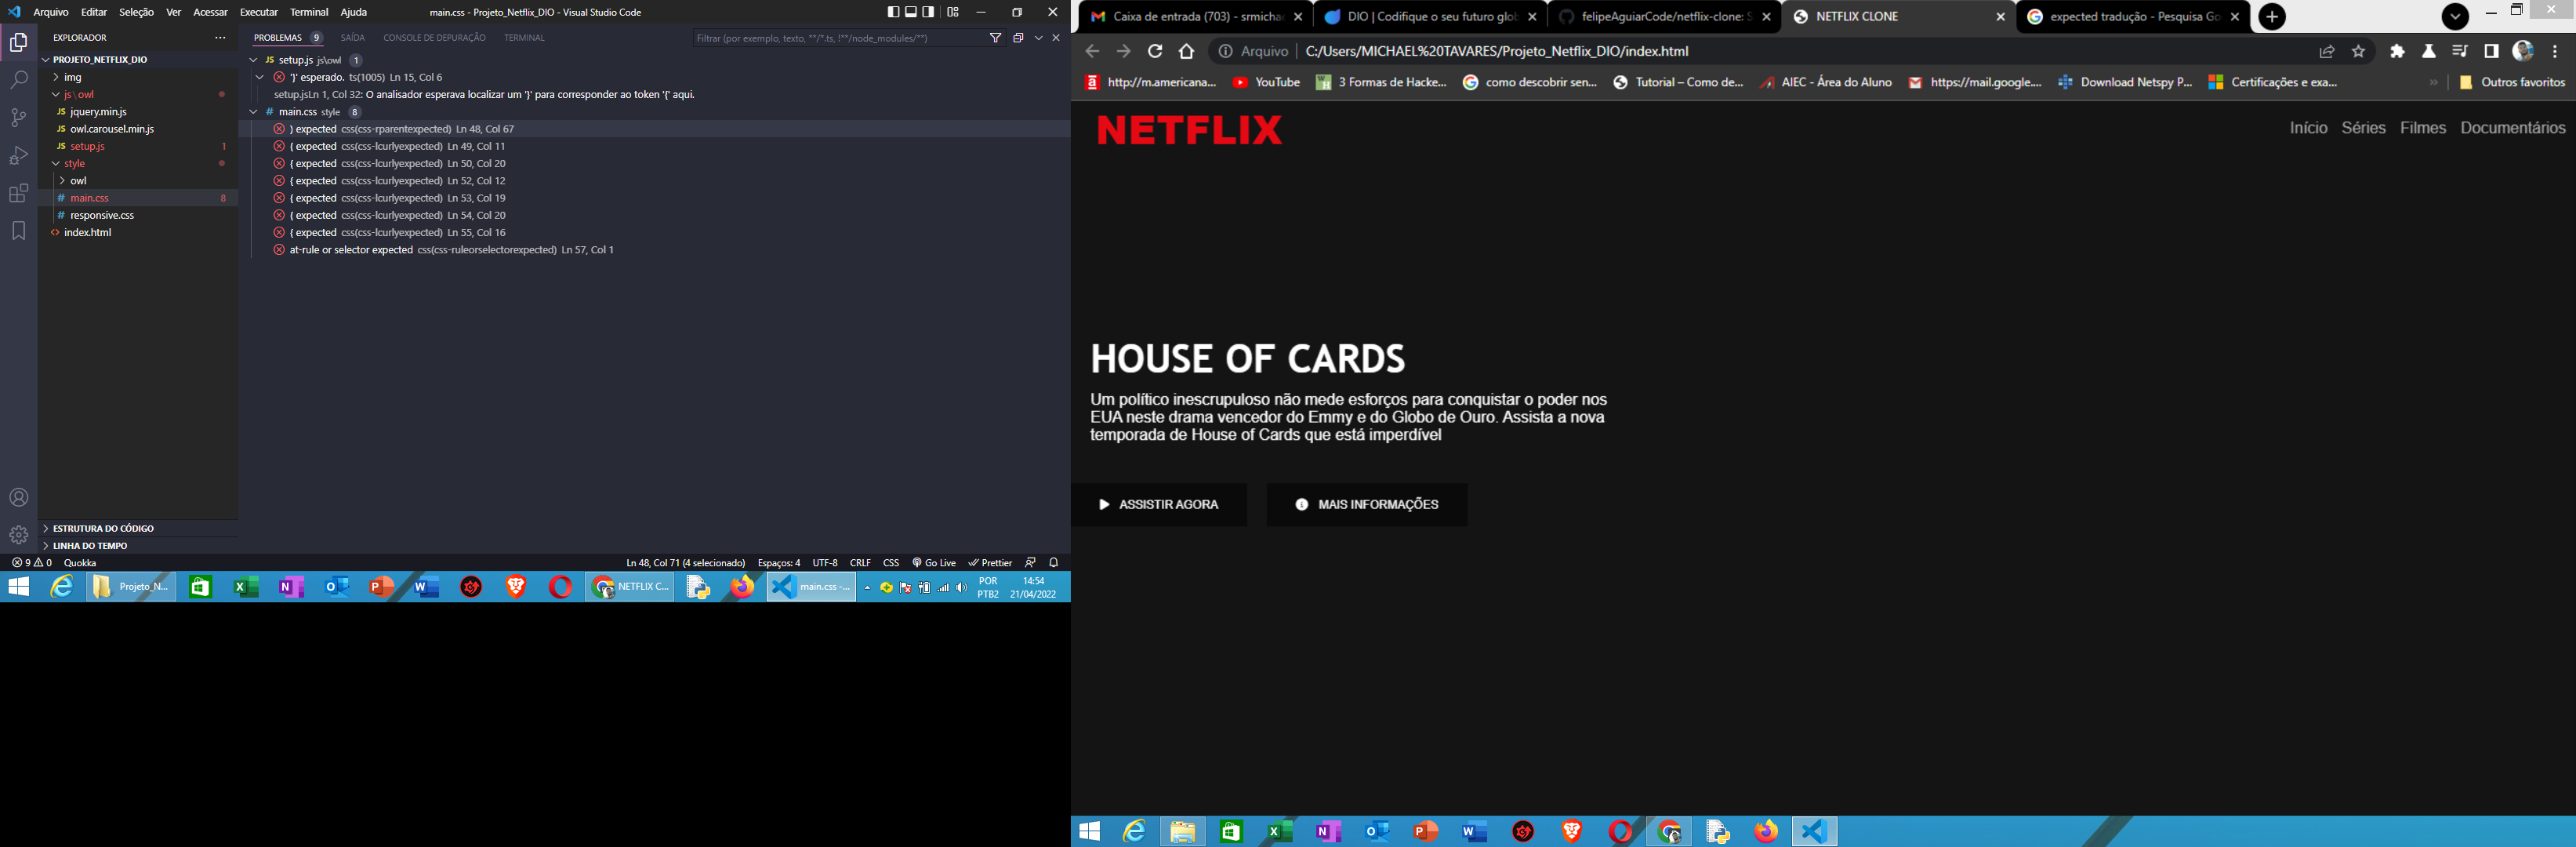 Arquivo Editar Seleção Ver Acessar Executar Terminal Ajuda
main.css - Projeto_Netflix_DIO - Visual Studio Code
EXPLORADOR ...
PROJETO_NETFLIX_DIO
img
js \ owl
JS jquery.min.js
JS owl.carousel.min.js
JS setup.js 1
style
owl
# main.css 8
# responsive.css
<> index.html
ESTRUTURA DO CÓDIGO
LINHA DO TEMPO
PROBLEMAS 9 SAÍDA CONSOLE DE DEPURAÇÃO TERMINAL
Filtrar (por exemplo, texto, **/*.ts, !**/node_modules/**)
JS setup.js js\owl 1
'}' esperado. ts(1005) Ln 15, Col 6
setup.jsLn 1, Col 32: O analisador esperava localizar um '}' para corresponder ao token '{' aqui.
# main.css style 8
) expected css(css-rparentexpected) Ln 48, Col 67
{ expected css(css-lcurlyexpected) Ln 49, Col 11
{ expected css(css-lcurlyexpected) Ln 50, Col 20
{ expected css(css-lcurlyexpected) Ln 52, Col 12
{ expected css(css-lcurlyexpected) Ln 53, Col 19
{ expected css(css-lcurlyexpected) Ln 54, Col 20
{ expected css(css-lcurlyexpected) Ln 55, Col 16
at-rule or selector expected css(css-ruleorselectorexpected) Ln 57, Col 1
9 0 Quokka
Ln 48, Col 71 (4 selecionado) Espaços: 4 UTF-8 CRLF CSS Go Live Prettier
Projeto_N...
NETFLIX C...
main.css -...
POR
PTB2
14:54
21/04/2022
Caixa de entrada (703) - srmichae
DIO | Codifique o seu futuro glob
felipeAguiarCode/netflix-clone: S
NETFLIX CLONE
expected tradução - Pesquisa Go
Arquivo | C:/Users/MICHAEL%20TAVARES/Projeto_Netflix_DIO/index.html
http://m.americana...
YouTube
3 Formas de Hacke...
como descobrir sen...
Tutorial – Como de...
AIEC - Área do Aluno
https://mail.google....
Download Netspy P...
Certificações e exa...
»
Outros favoritos
NETFLIX
Início Séries Filmes Documentários
HOUSE OF CARDS
Um político inescrupuloso não mede esforços para conquistar o poder nos
EUA neste drama vencedor do Emmy e do Globo de Ouro. Assista a nova
temporada de House of Cards que está imperdível
ASSISTIR AGORA
MAIS INFORMAÇÕES